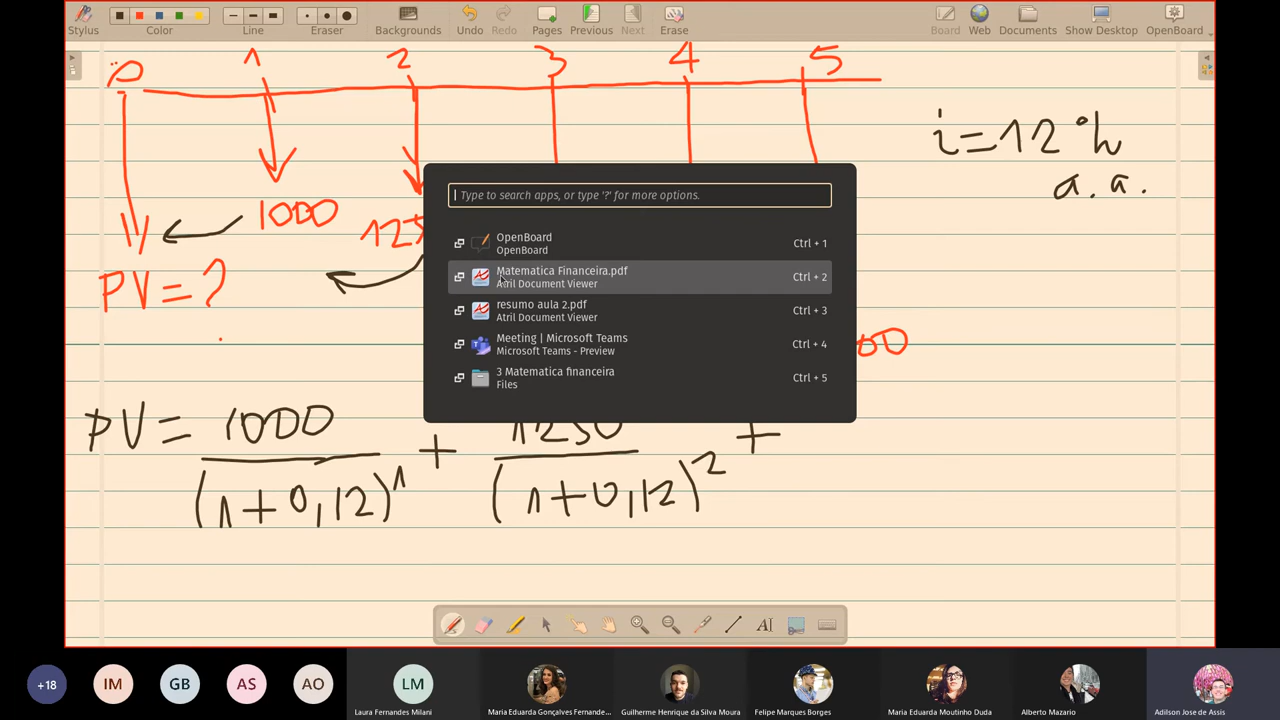 Stylus Color Line Eraser Backgrounds Undo Redo Pages Previous Next Erase Board Web Documents Show Desktop OpenBoard
0 1 2 3 4 5
i=12%
a.a.
1000
PV=?
Type to search apps, or type '?' for more options.
OpenBoard
OpenBoard
Ctrl + 1
Matematica Financeira.pdf
Atril Document Viewer
Ctrl + 2
resumo aula 2.pdf
Atril Document Viewer
Ctrl + 3
Meeting | Microsoft Teams
Microsoft Teams - Preview
Ctrl + 4
3 Matematica financeira
Files
Ctrl + 5
PV= 1000 + 1250 +
(1+0,12)^1 (1+0,12)^2
+18 IM GB AS AO LM
Laura Fernandes Milani Maria Eduarda Gonçalves Fernande... Guilherme Henrique da Silva Moura Felipe Marques Borges Maria Eduarda Moutinho Duda Alberto Mazario Adilson Jose de Assis